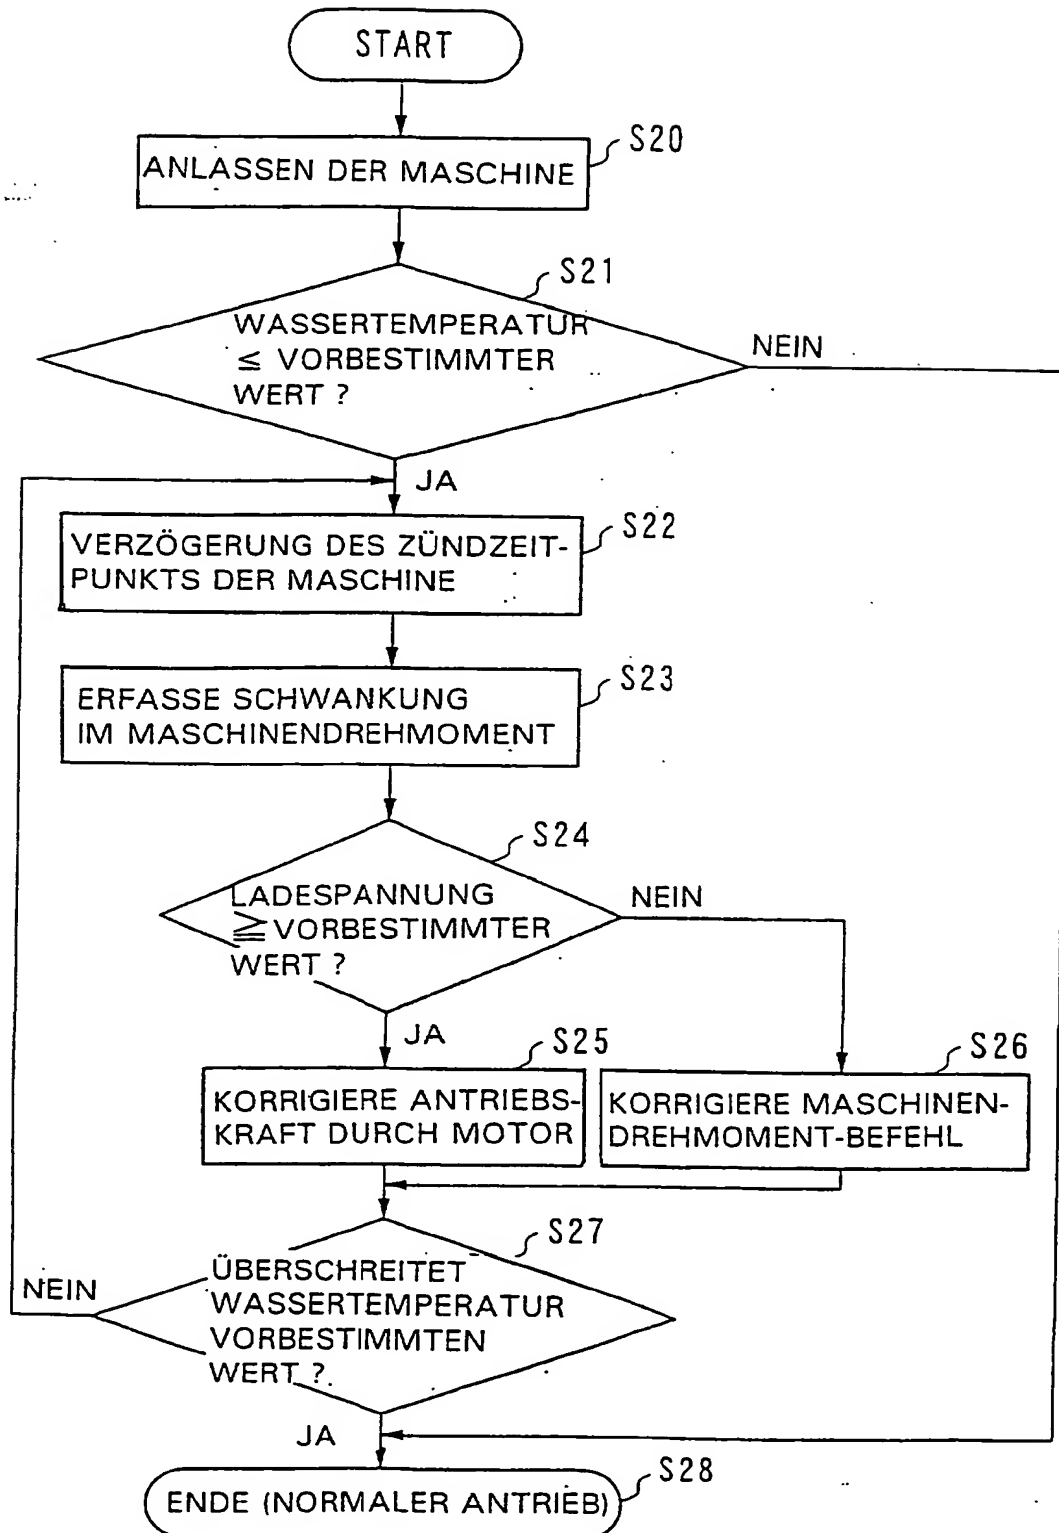 START
S20
ANLASSEN DER MASCHINE
S21
WASSERTEMPERATUR
≤ VORBESTIMMTER
WERT ?
NEIN
JA
S22
VERZÖGERUNG DES ZÜNDZEIT-
PUNKTS DER MASCHINE
S23
ERFASSE SCHWANKUNG
IM MASCHINENDREHMOMENT
S24
LADESPANNUNG
≧ VORBESTIMMTER
WERT ?
NEIN
JA
S25
KORRIGIERE ANTRIEBS-
KRAFT DURCH MOTOR
S26
KORRIGIERE MASCHINEN-
DREHMOMENT-BEFEHL
S27
ÜBERSCHREITET
WASSERTEMPERATUR
VORBESTIMMTEN
WERT ?
NEIN
JA
S28
ENDE (NORMALER ANTRIEB)